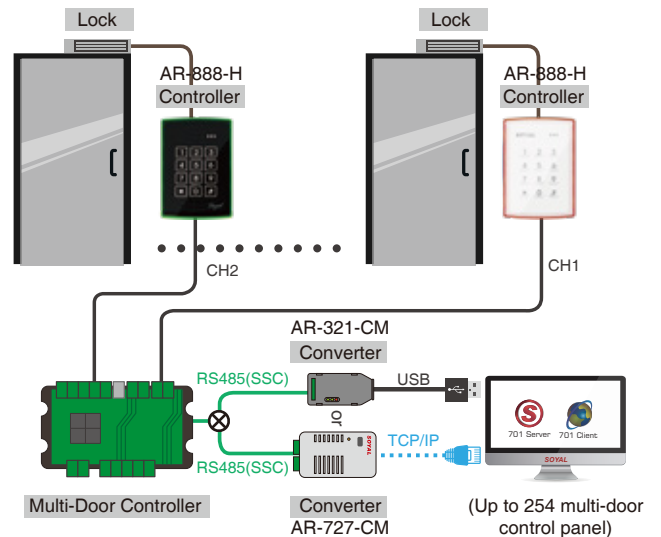 Lock
Lock
AR-888-H
Controller
AR-888-H
Controller
CH2
CH1
AR-321-CM
Converter
RS485(SSC)
USB
or
S
701 Server
701 Client
SOYAL
TCP/IP
RS485(SSC)
SOYAL
Multi-Door Controller
Converter
AR-727-CM
(Up to 254 multi-door
control panel)